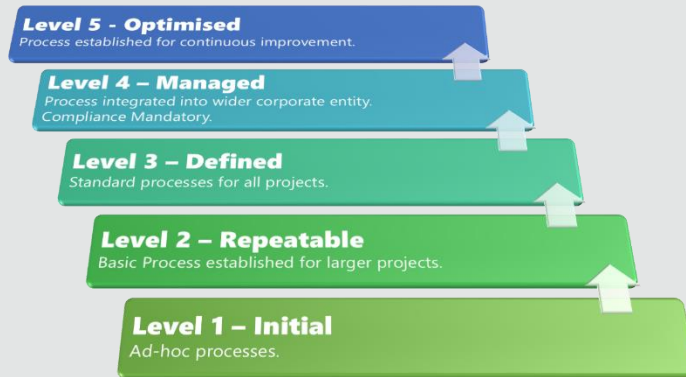 Level 5 - Optimised
Process established for continuous improvement.
Level 4 – Managed
Process integrated into wider corporate entity.
Compliance Mandatory.
Level 3 – Defined
Standard processes for all projects.
Level 2 – Repeatable
Basic Process established for larger projects.
Level 1 – Initial
Ad-hoc processes.